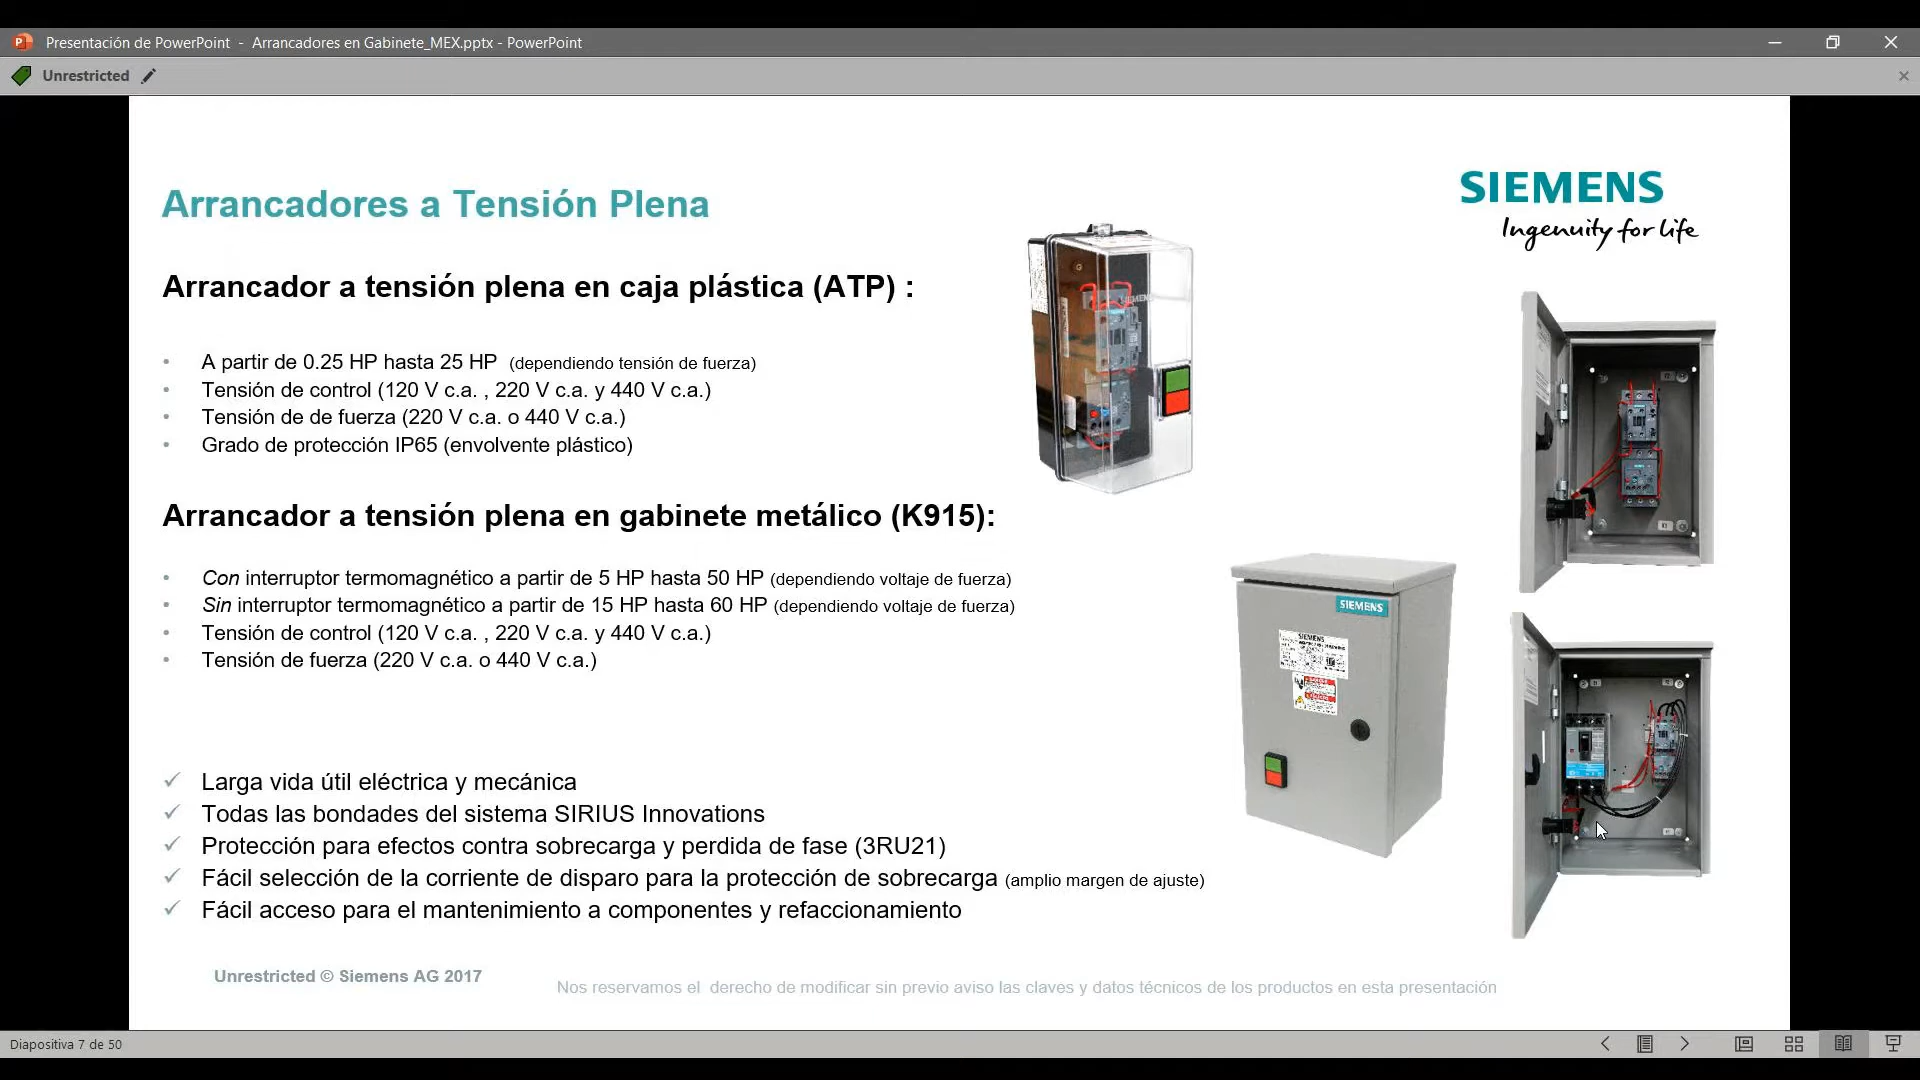 Presentación de PowerPoint - Arrancadores en Gabinete_MEX.pptx - PowerPoint
Unrestricted
SIEMENS
Ingenuity for life
Arrancadores a Tensión Plena
Arrancador a tensión plena en caja plástica (ATP) :
• A partir de 0.25 HP hasta 25 HP (dependiendo tensión de fuerza)
• Tensión de control (120 V c.a. , 220 V c.a. y 440 V c.a.)
• Tensión de de fuerza (220 V c.a. o 440 V c.a.)
• Grado de protección IP65 (envolvente plástico)
Arrancador a tensión plena en gabinete metálico (K915):
• Con interruptor termomagnético a partir de 5 HP hasta 50 HP (dependiendo voltaje de fuerza)
• Sin interruptor termomagnético a partir de 15 HP hasta 60 HP (dependiendo voltaje de fuerza)
• Tensión de control (120 V c.a. , 220 V c.a. y 440 V c.a.)
• Tensión de fuerza (220 V c.a. o 440 V c.a.)
SIEMENS
SIEMENS
SIEMENS
✓ Larga vida útil eléctrica y mecánica
✓ Todas las bondades del sistema SIRIUS Innovations
✓ Protección para efectos contra sobrecarga y perdida de fase (3RU21)
✓ Fácil selección de la corriente de disparo para la protección de sobrecarga (amplio margen de ajuste)
✓ Fácil acceso para el mantenimiento a componentes y refaccionamiento
Unrestricted © Siemens AG 2017
Nos reservamos el derecho de modificar sin previo aviso las claves y datos técnicos de los productos en esta presentación
Diapositiva 7 de 50